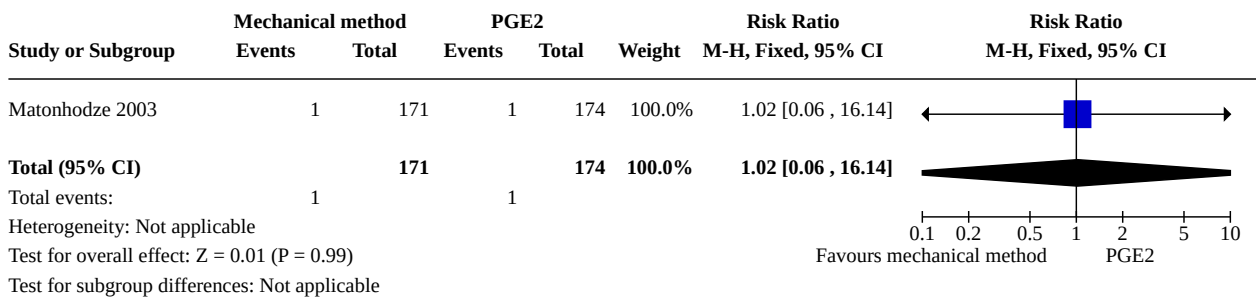 Mechanical method PGE2 Risk Ratio Risk Ratio
Study or Subgroup Events Total Events Total Weight M-H, Fixed, 95% CI M-H, Fixed, 95% CI
Matonhodze 2003 1 171 1 174 100.0% 1.02 [0.06 , 16.14]
Total (95% CI) 171 174 100.0% 1.02 [0.06 , 16.14]
Total events: 1 1
Heterogeneity: Not applicable
0.1 0.2 0.5 1 2 5 10
Test for overall effect: Z = 0.01 (P = 0.99) Favours mechanical method PGE2
Test for subgroup differences: Not applicable